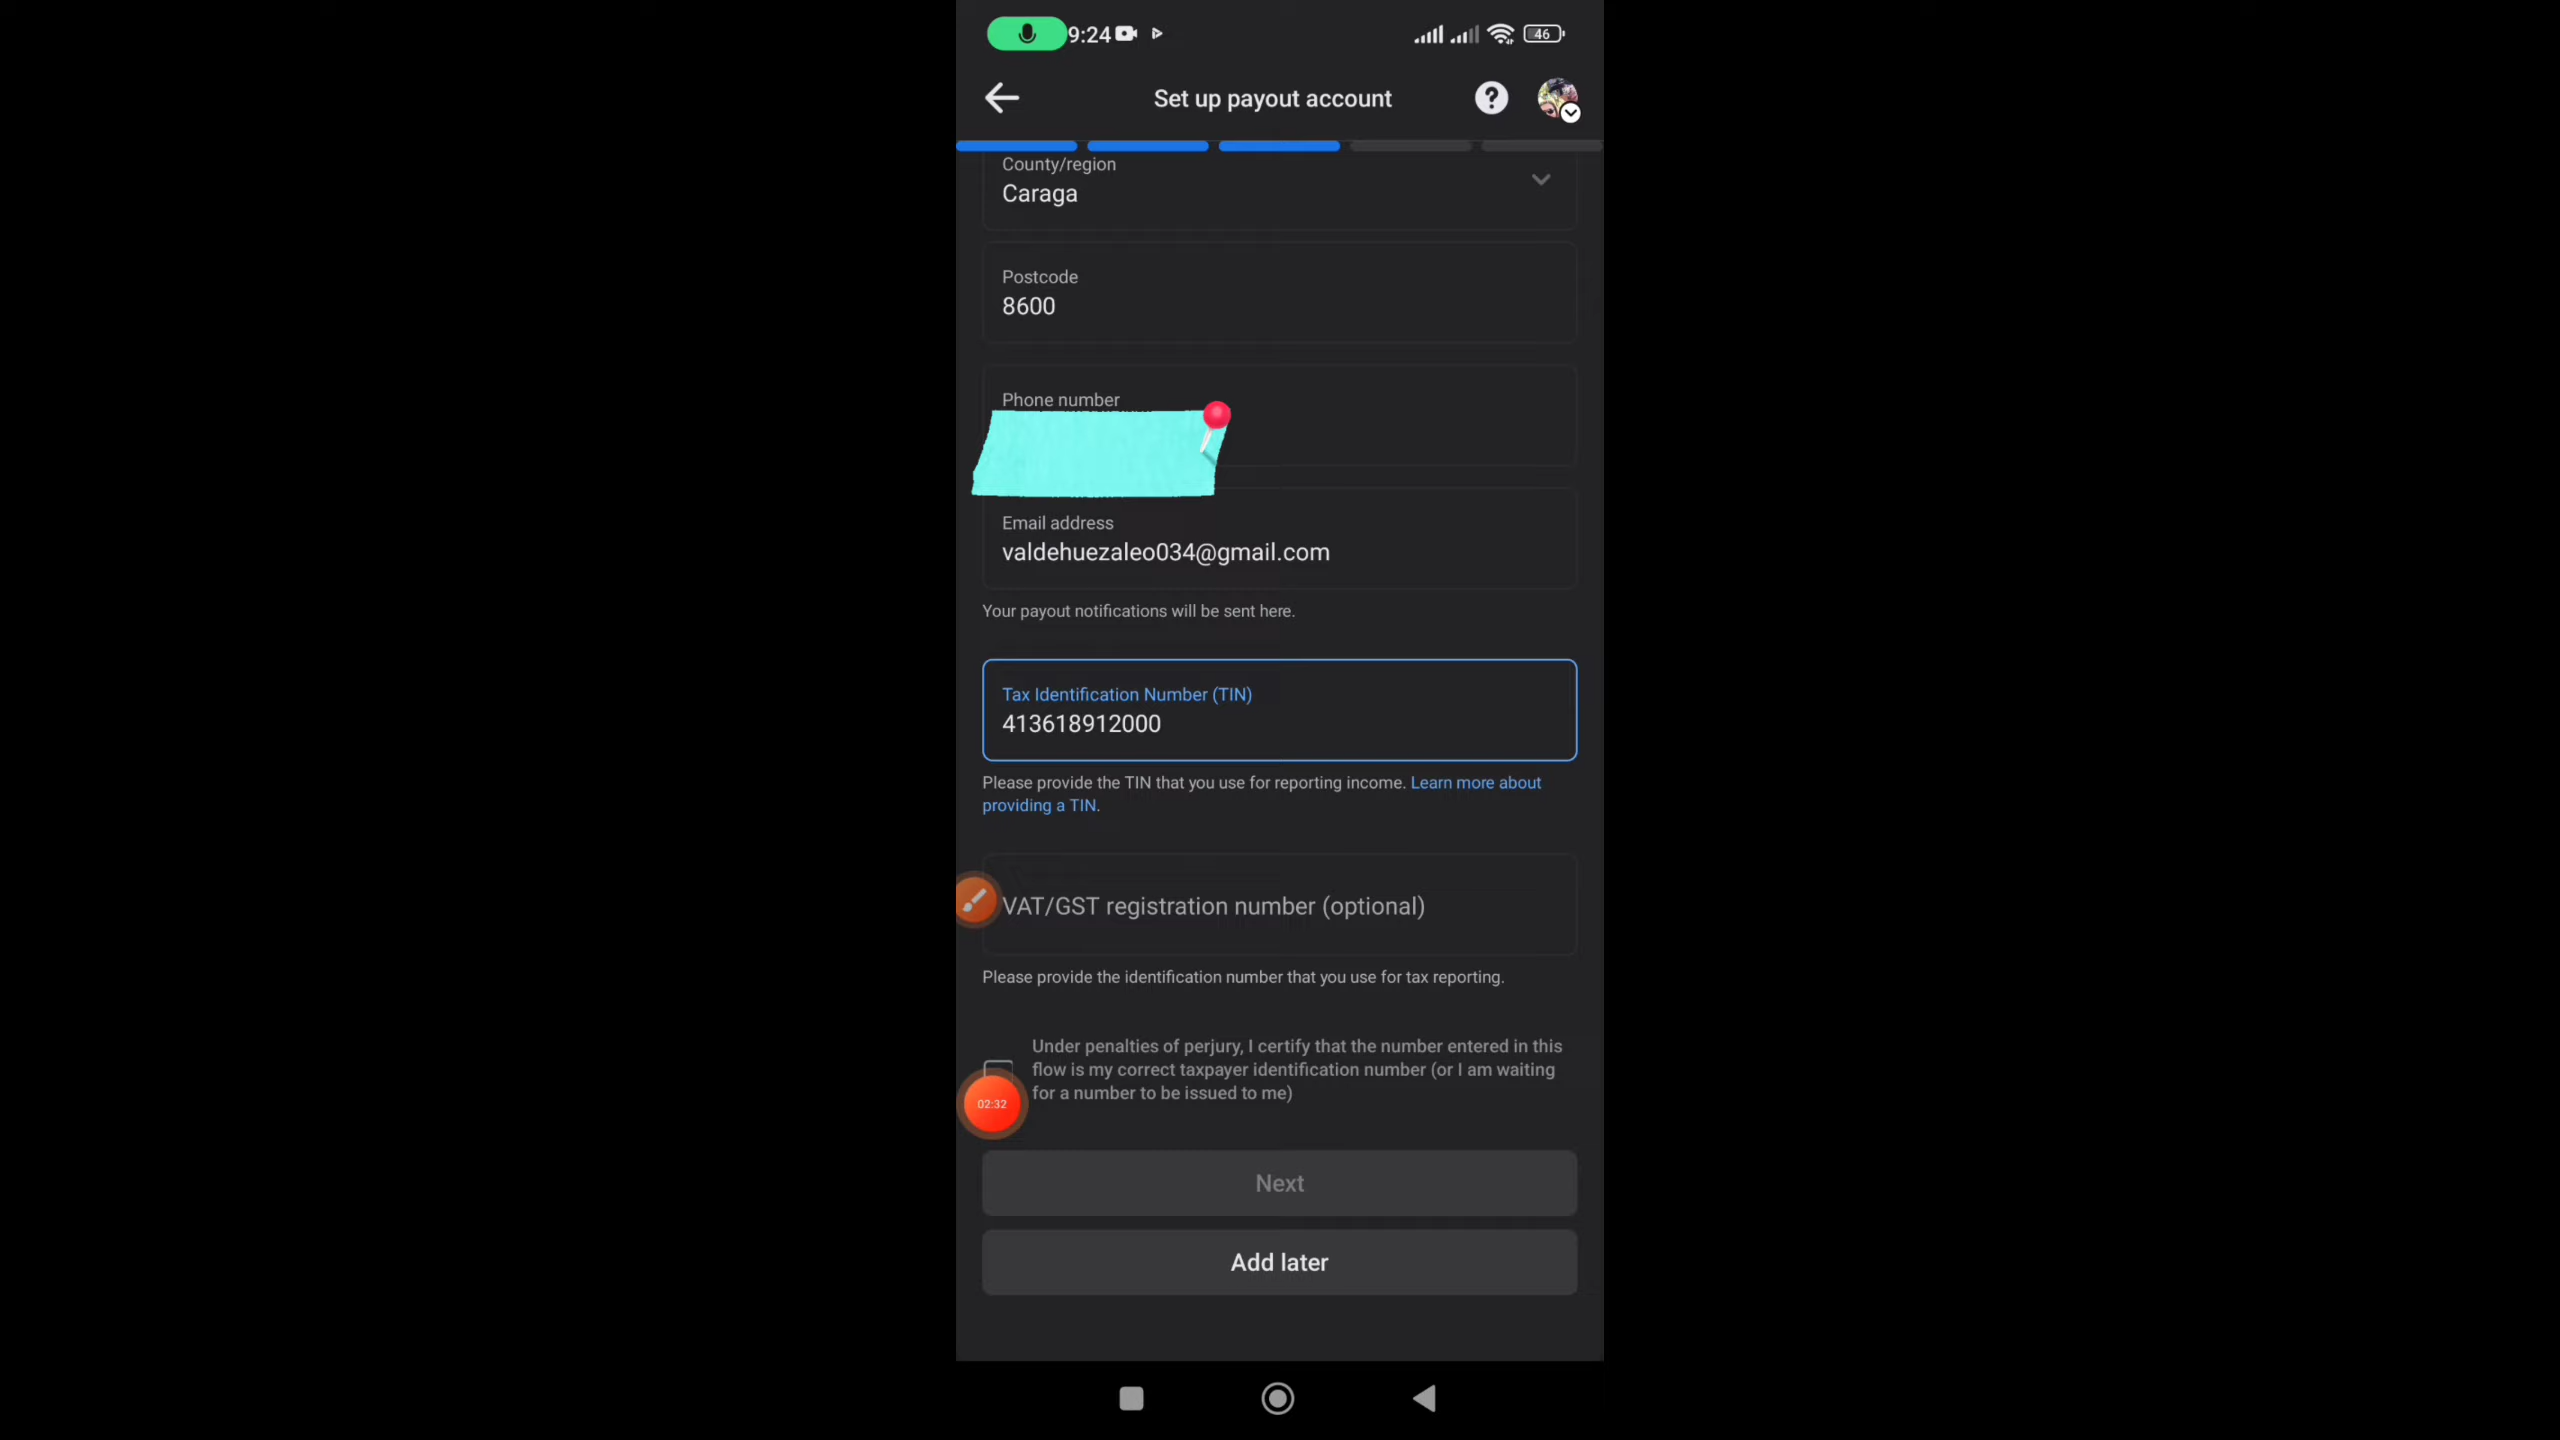 9:24
46
Set up payout account
County/region
Caraga
Postcode
8600
Phone number
Email address
valdehuezaleo034@gmail.com
Your payout notifications will be sent here.
Tax Identification Number (TIN)
413618912000
Please provide the TIN that you use for reporting income. Learn more about
providing a TIN.
VAT/GST registration number (optional)
Please provide the identification number that you use for tax reporting.
Under penalties of perjury, I certify that the number entered in this
flow is my correct taxpayer identification number (or I am waiting
for a number to be issued to me)
02:32
Next
Add later